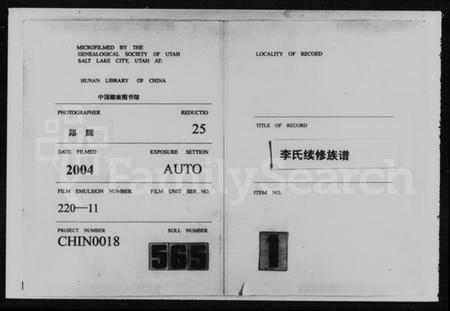 MICROFILMED BY THE
GENEALOGICAL SOCIETY OF UTAH
SALT LAKE CITY, UTAH AT:
HUNAN LIBRARY OF CHINA
中国湖南图书馆
PHOTOGRAPHER REDUCTIO
郑 辉 25
DATE FILMED EXPOSURE SETTION
2004 AUTO
FILM EMULSION NUMBER FILM UNIT SER. NO.
220—11
PROJECT NUMBER ROLL NUMBER
CHIN0018 565
LOCALITY OF RECOED
TITLE OF RECORD
李氏续修族谱
ITEM NO.
1
FamilySearch